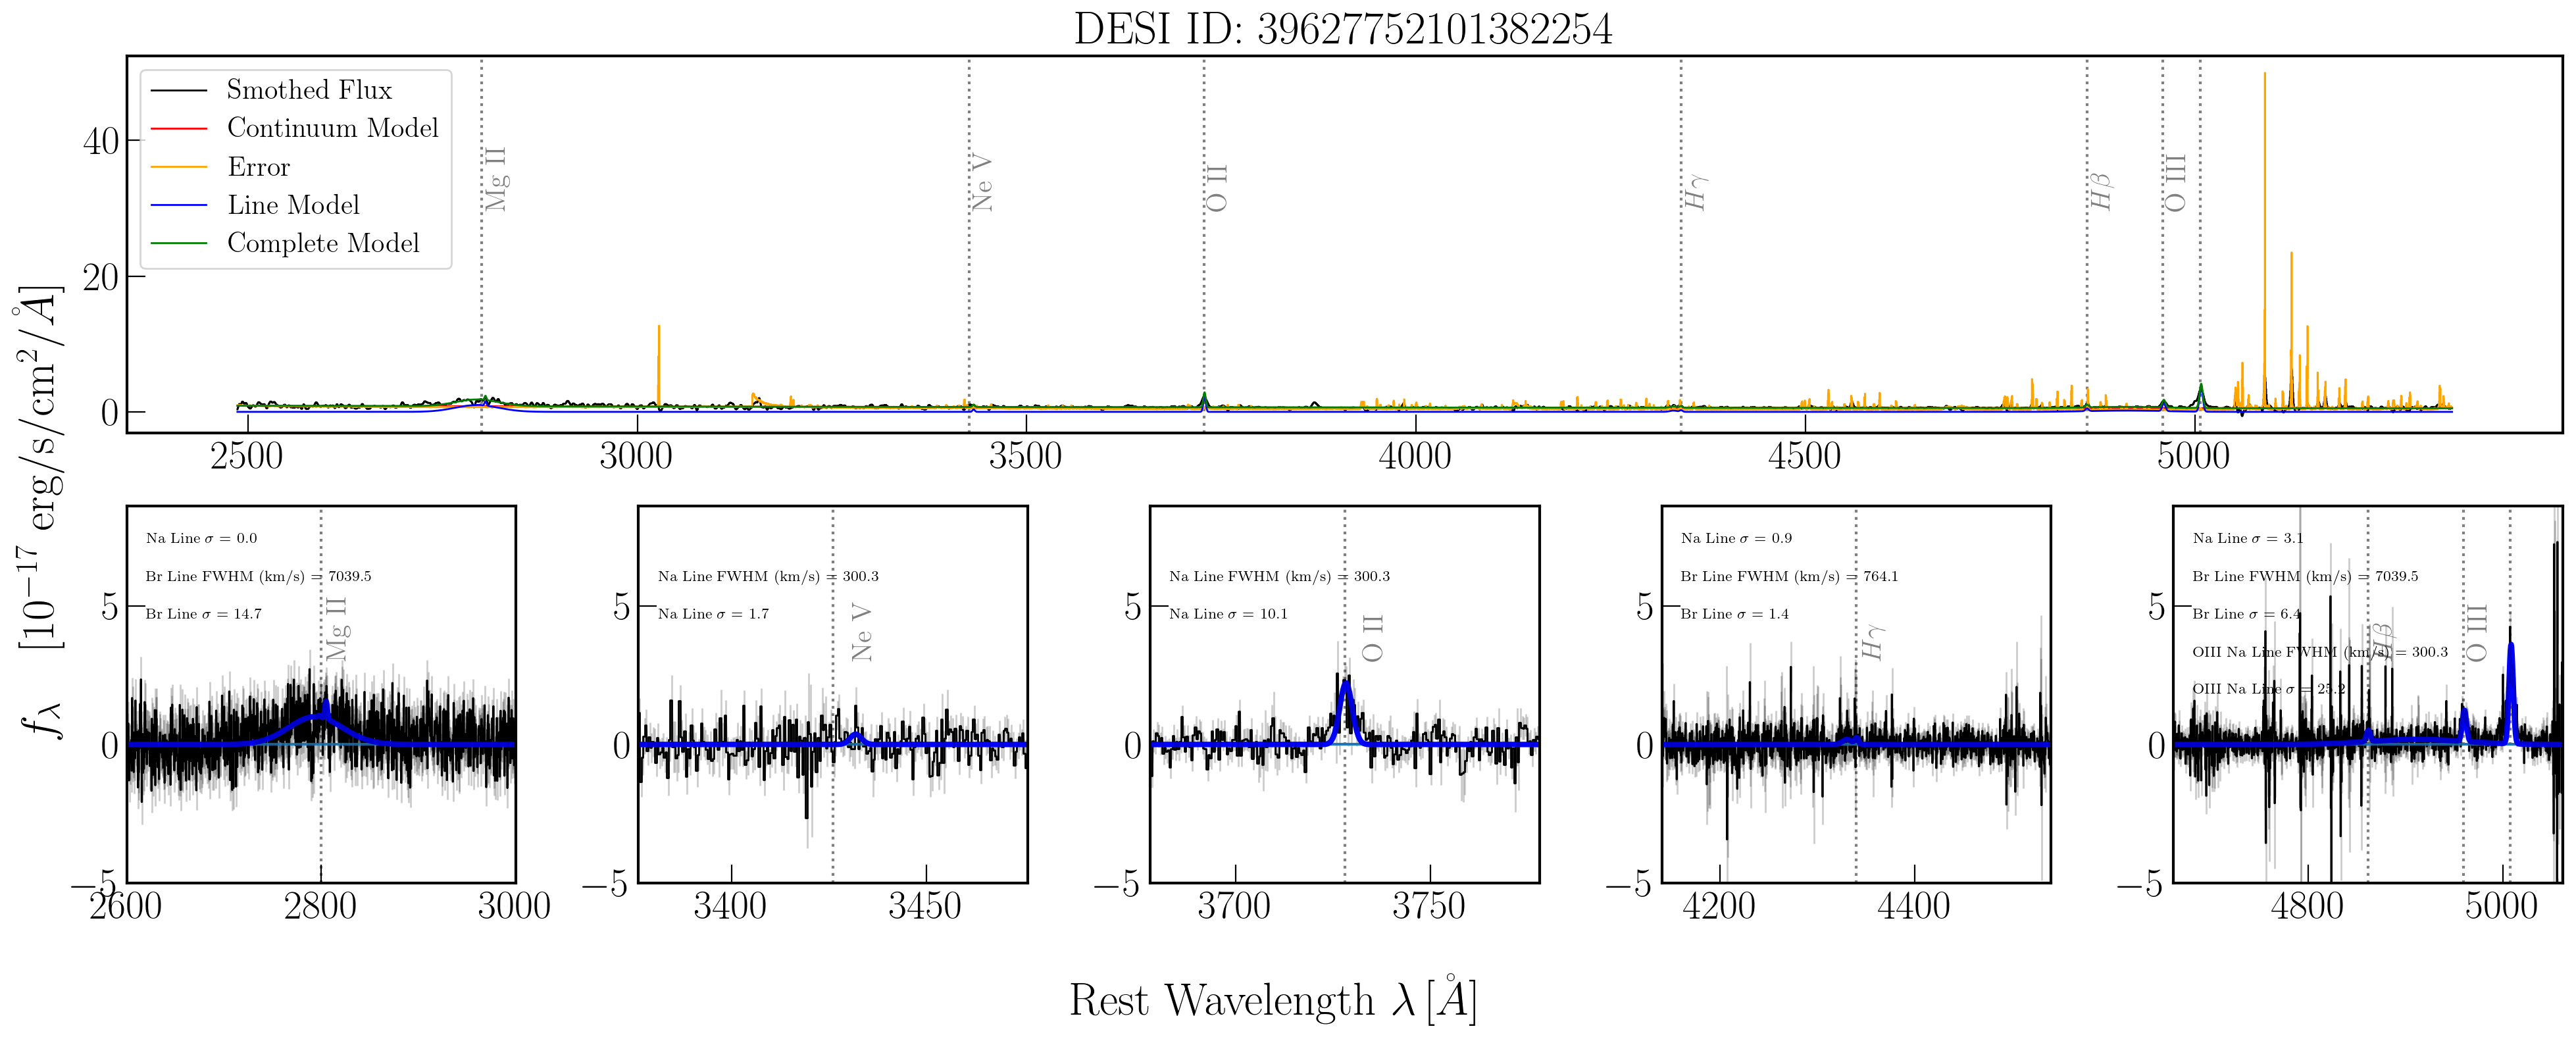 DESI ID: 39627752101382254
Smothed Flux
Continuum Model
Error
Line Model
Complete Model
Mg II
Ne V
O II
Hγ
Hβ
O III
40
20
0
2500 3000 3500 4000 4500 5000
f_λ [10^{-17} erg/s/cm^2/Å]
Na Line σ = 0.0
Br Line FWHM (km/s) = 7039.5
Br Line σ = 14.7
Mg II
5
0
−5
2600 2800 3000
Na Line FWHM (km/s) = 300.3
Na Line σ = 1.7
Ne V
5
0
−5
3400 3450
Na Line FWHM (km/s) = 300.3
Na Line σ = 10.1
O II
5
0
−5
3700 3750
Na Line σ = 0.9
Br Line FWHM (km/s) = 764.1
Br Line σ = 1.4
Hγ
5
0
−5
4200 4400
Na Line σ = 3.1
Br Line FWHM (km/s) = 7039.5
Br Line σ = 6.4
OIII Na Line FWHM (km/s) = 300.3
OIII Na Line σ = 25.2
Hβ
O III
5
0
−5
4800 5000
Rest Wavelength λ [Å]